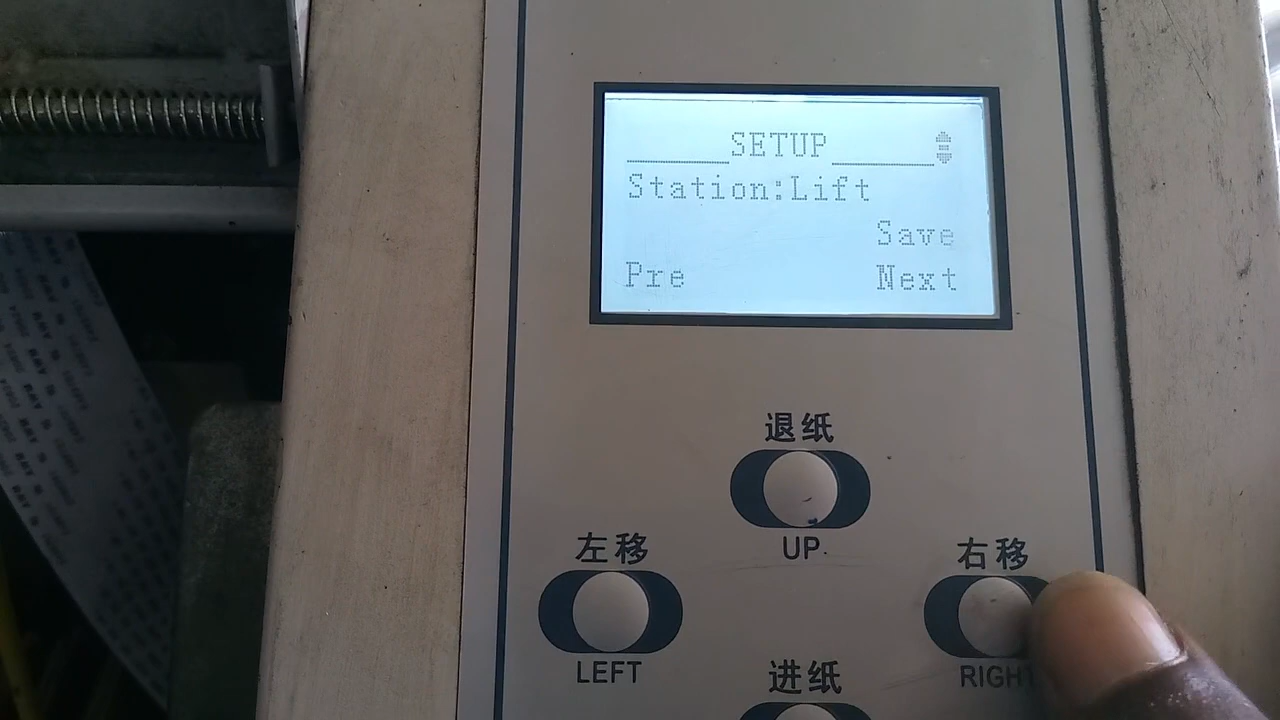 SETUP
Station:Lift
Save
Pre Next
退纸
UP
左移
右移
LEFT
RIGHT
进纸